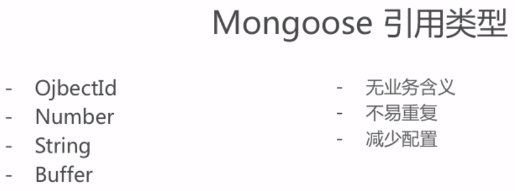 Mongoose 引用类型
- OjbectId
- Number
- String
- Buffer
- 无业务含义
- 不易重复
- 减少配置